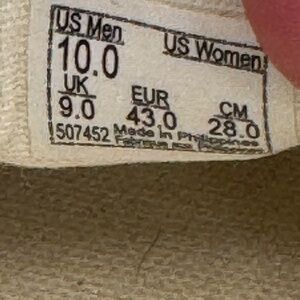 US Men US Women
10.0
UK EUR CM
9.0 43.0 28.0
507452 Made in Philippines